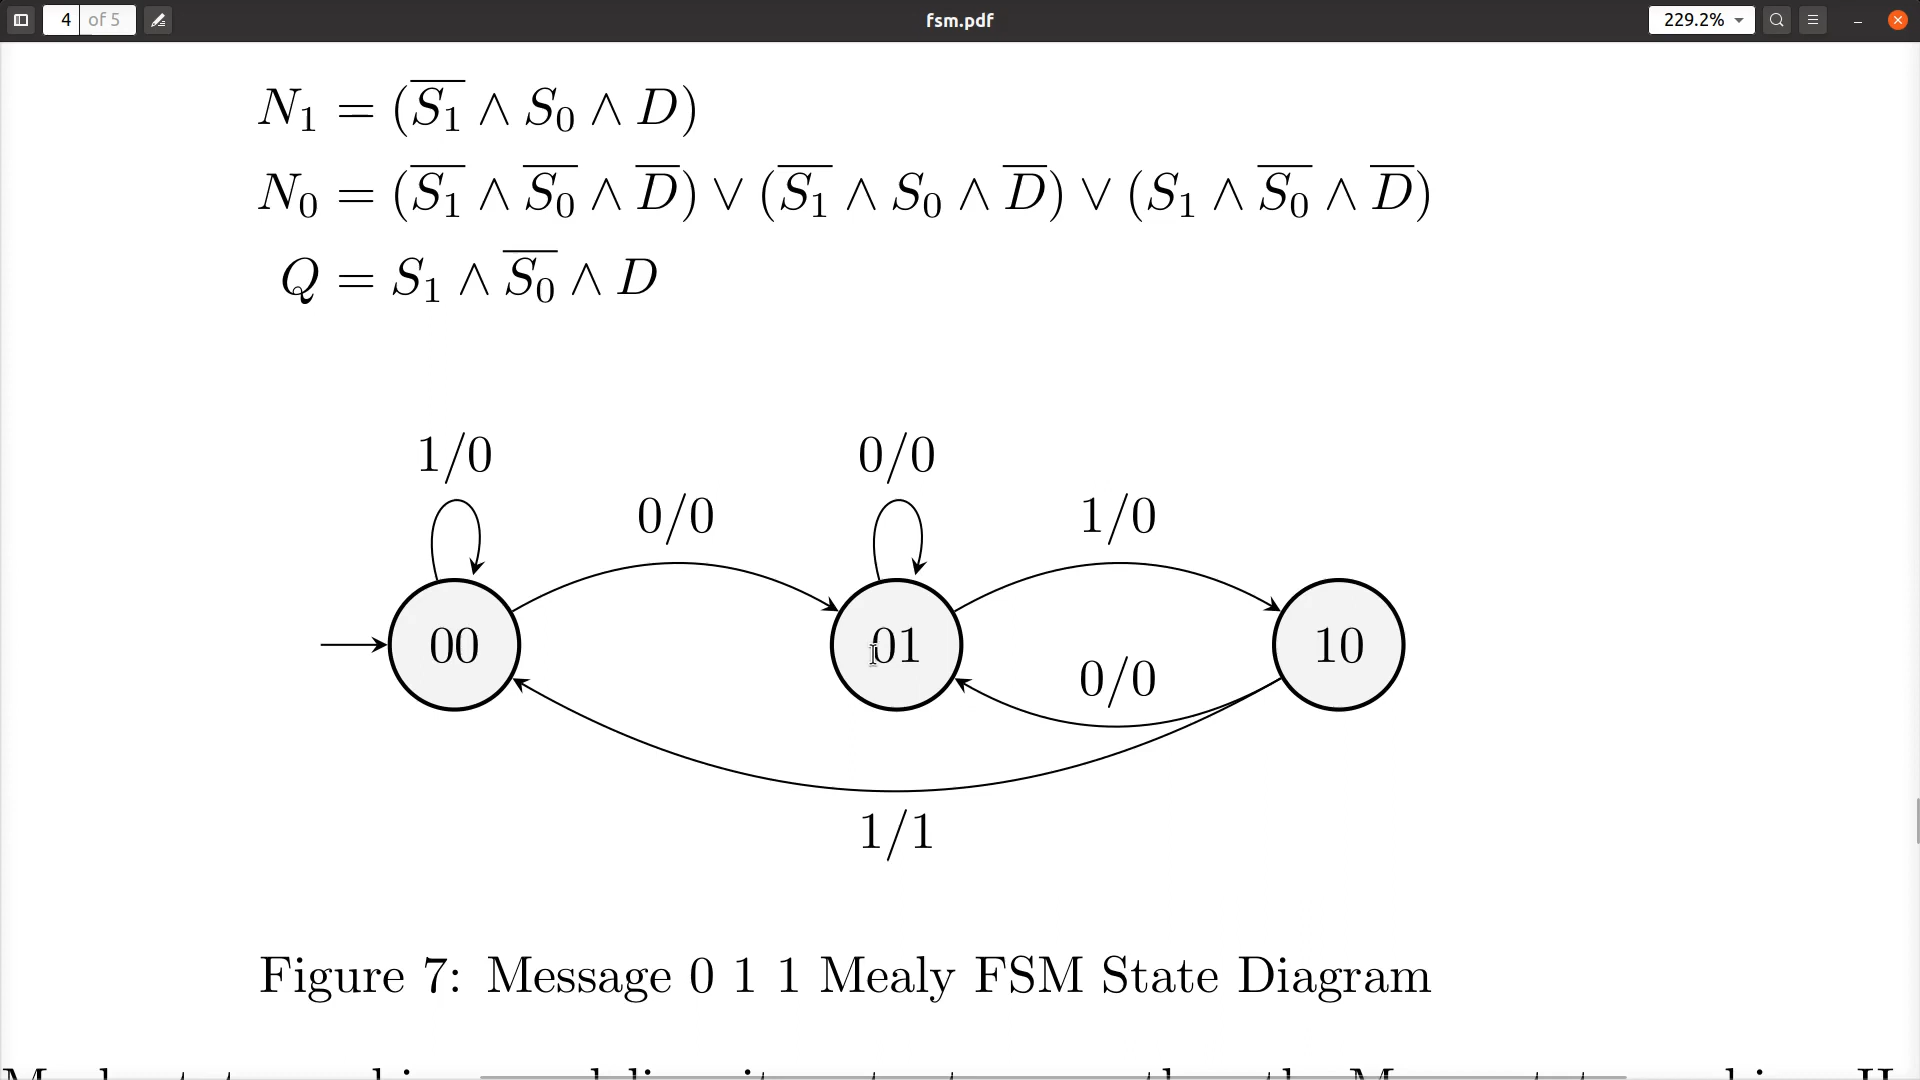 4 of 5 fsm.pdf 229.2%
N₁ = (S̅₁ ∧ S₀ ∧ D)
N₀ = (S̅₁ ∧ S̅₀ ∧ D̅) ∨ (S̅₁ ∧ S₀ ∧ D̅) ∨ (S₁ ∧ S̅₀ ∧ D̅)
Q = S₁ ∧ S̅₀ ∧ D
1/0 0/0
0/0 1/0
00 01 10
0/0
1/1
Figure 7: Message 0 1 1 Mealy FSM State Diagram